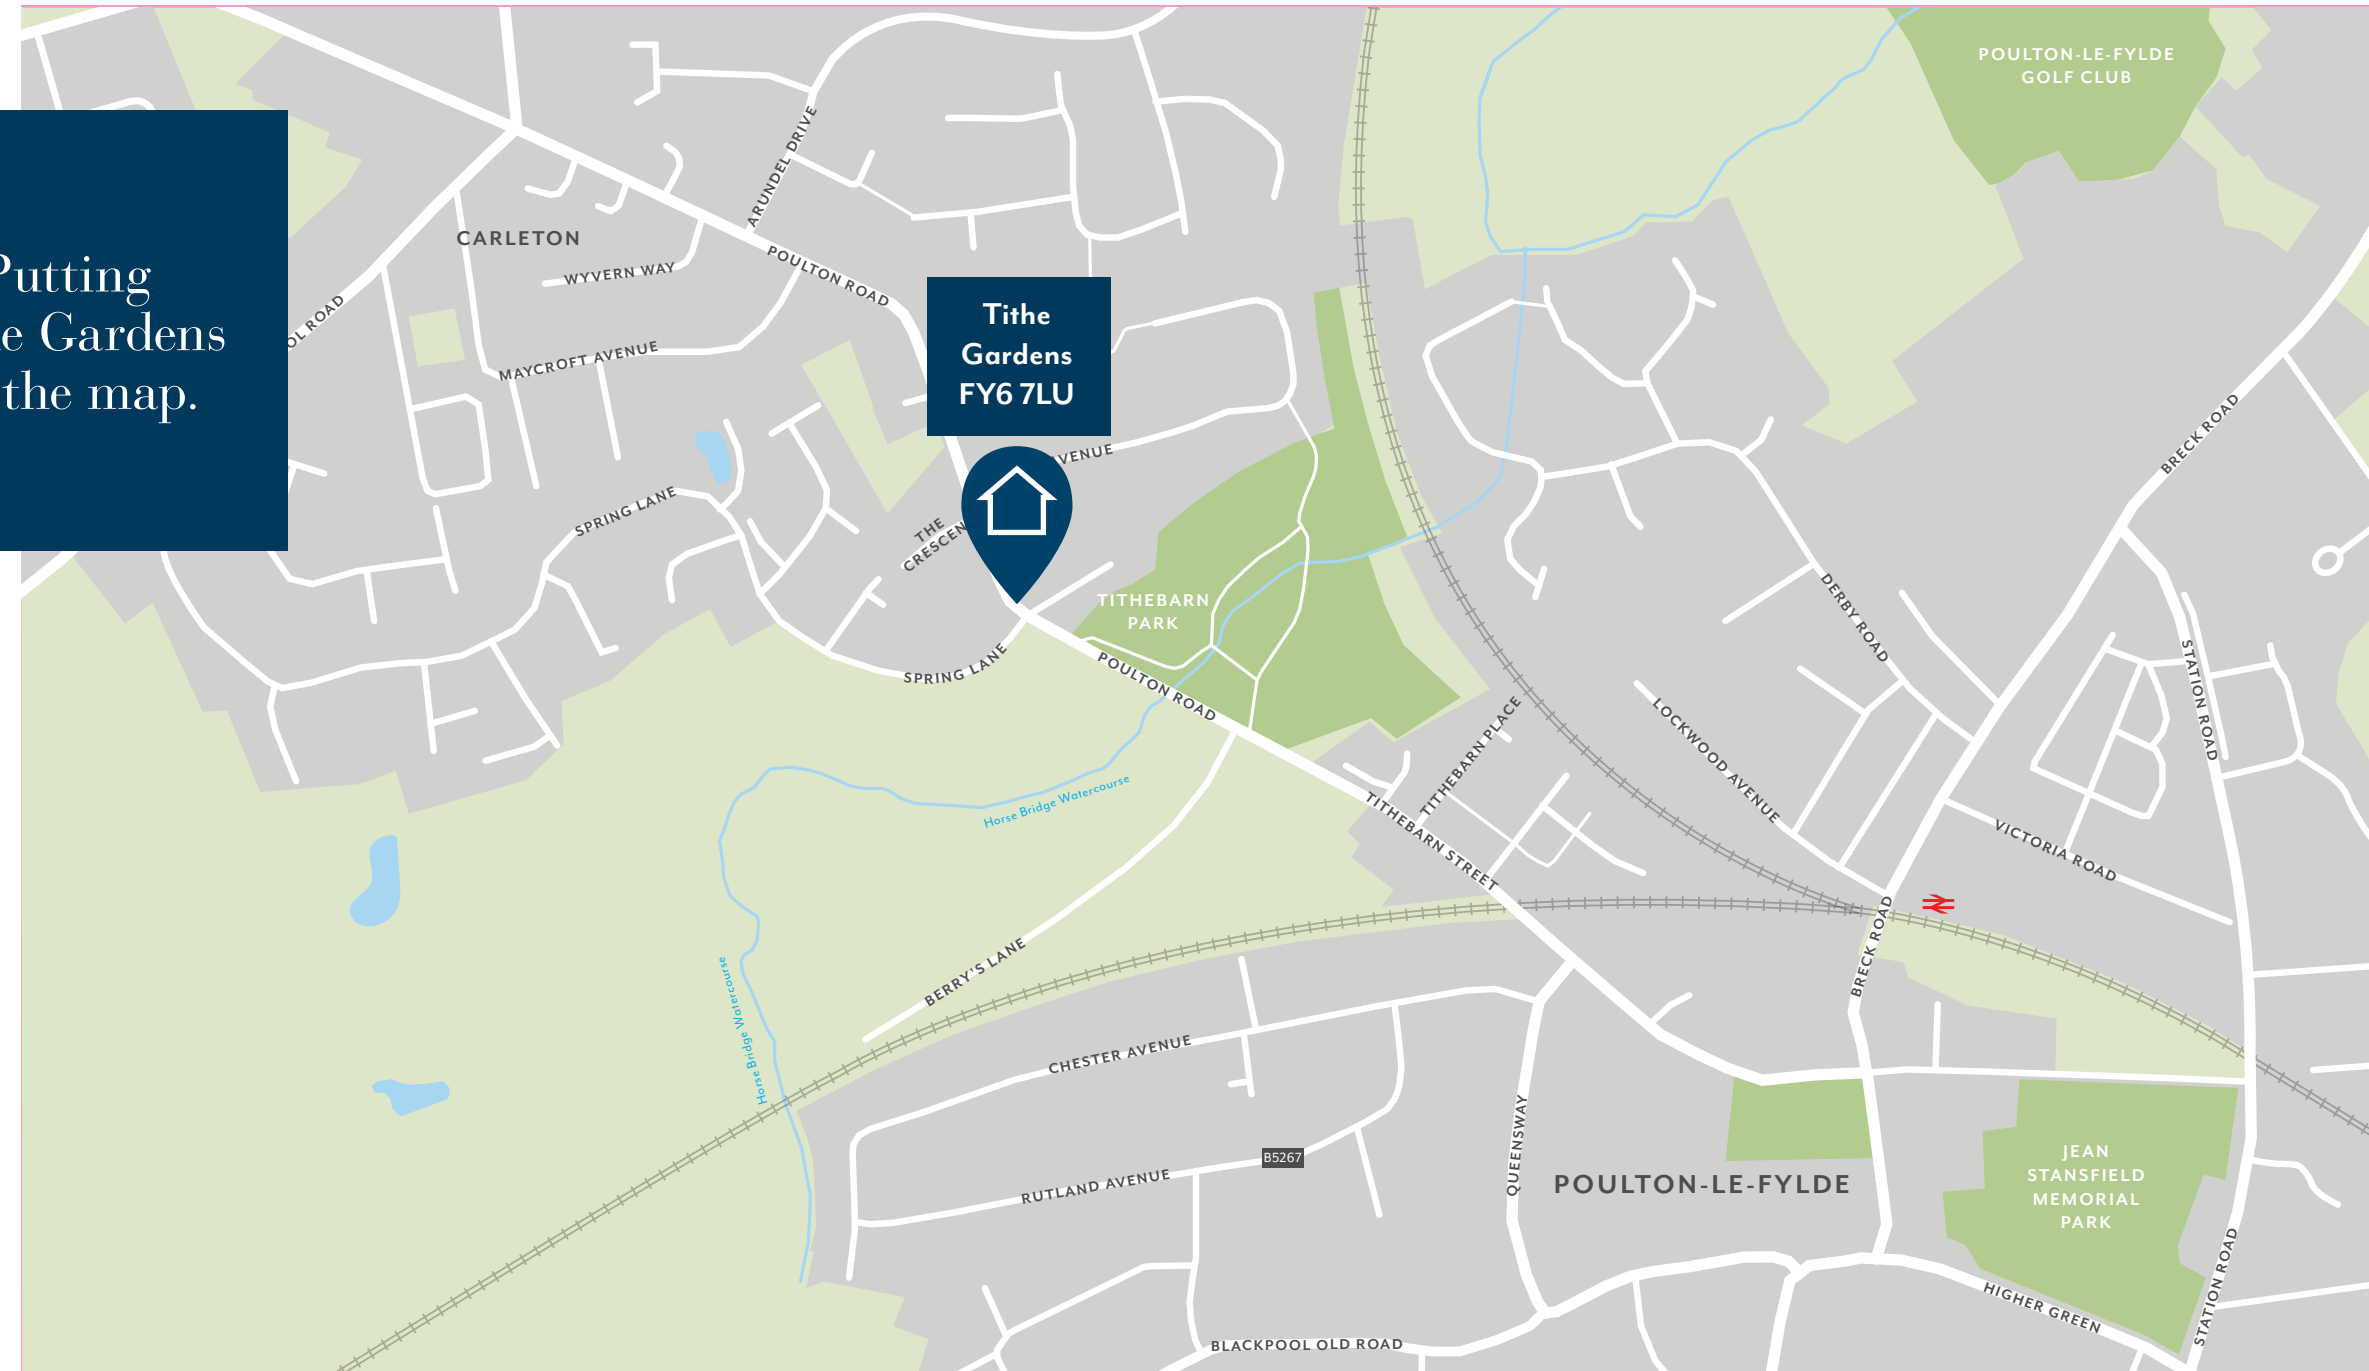 POULTON-LE-FYLDE
GOLF CLUB
ARUNDEL DRIVE
CARLETON
WYVERN WAY
POULTON ROAD
Putting
e Gardens
the map.
OL ROAD
MAYCROFT AVENUE
Tithe
Gardens
FY6 7LU
AVENUE
BRECK ROAD
SPRING LANE
THE
CRESCEN
TITHEBARN
PARK
DERBY ROAD
SPRING LANE
POULTON ROAD
STATION ROAD
TITHEBARN PLACE
LOCKWOOD AVENUE
Horse Bridge Watercourse
TITHEBARN STREET
VICTORIA ROAD
BERRY'S LANE
BRECK ROAD
Horse Bridge Watercourse
CHESTER AVENUE
QUEENSWAY
B5267
RUTLAND AVENUE
POULTON-LE-FYLDE
JEAN
STANSFIELD
MEMORIAL
PARK
STATION ROAD
HIGHER GREEN
BLACKPOOL OLD ROAD